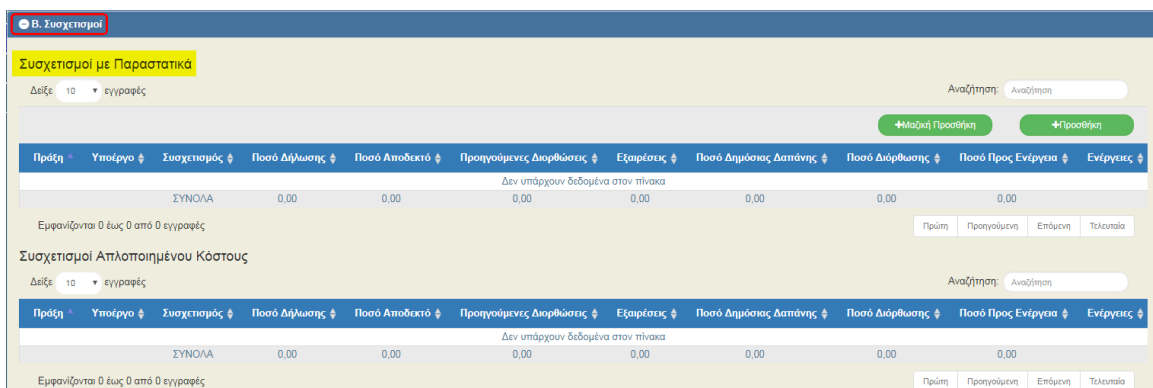 Β. Συσχετισμοί
Συσχετισμοί με Παραστατικά
Δείξε 10 εγγραφές Αναζήτηση: Αναζήτηση
+Μαζική Προσθήκη +Προσθήκη
Πράξη Υποέργο Συσχετισμός Ποσό Δήλωσης Ποσό Αποδεκτό Προηγούμενες Διορθώσεις Εξαιρέσεις Ποσό Δημόσιας Δαπάνης Ποσό Διόρθωσης Ποσό Προς Ενέργεια Ενέργειες
Δεν υπάρχουν δεδομένα στον πίνακα
ΣΥΝΟΛΑ 0,00 0,00 0,00 0,00 0,00 0,00 0,00
Εμφανίζονται 0 έως 0 από 0 εγγραφές Πρώτη Προηγούμενη Επόμενη Τελευταία
Συσχετισμοί Απλοποιημένου Κόστους
Δείξε 10 εγγραφές Αναζήτηση: Αναζήτηση
Πράξη Υποέργο Συσχετισμός Ποσό Δήλωσης Ποσό Αποδεκτό Προηγούμενες Διορθώσεις Εξαιρέσεις Ποσό Δημόσιας Δαπάνης Ποσό Διόρθωσης Ποσό Προς Ενέργεια Ενέργειες
Δεν υπάρχουν δεδομένα στον πίνακα
ΣΥΝΟΛΑ 0,00 0,00 0,00 0,00 0,00 0,00 0,00
Εμφανίζονται 0 έως 0 από 0 εγγραφές Πρώτη Προηγούμενη Επόμενη Τελευταία